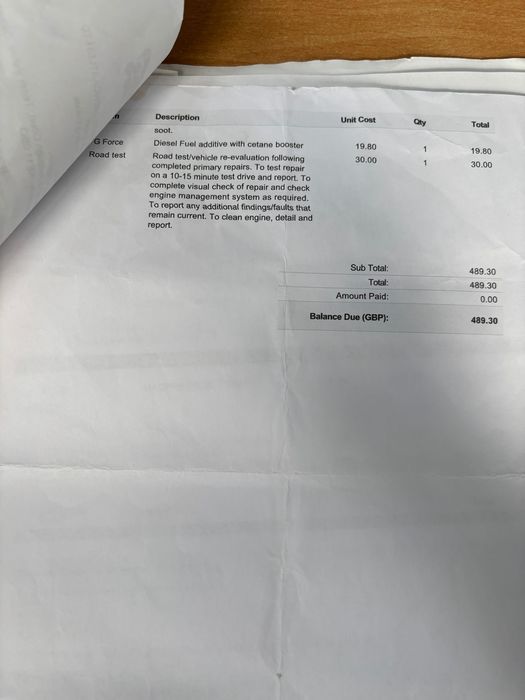 n Description Unit Cost Qty Total
soot.
G Force Diesel Fuel additive with cetane booster 19.80 1 19.80
Road test Road test/vehicle re-evaluation following 30.00 1 30.00
completed primary repairs. To test repair
on a 10-15 minute test drive and report. To
complete visual check of repair and check
engine management system as required.
To report any additional findings/faults that
remain current. To clean engine, detail and
report.
Sub Total: 489.30
Total: 489.30
Amount Paid: 0.00
Balance Due (GBP): 489.30